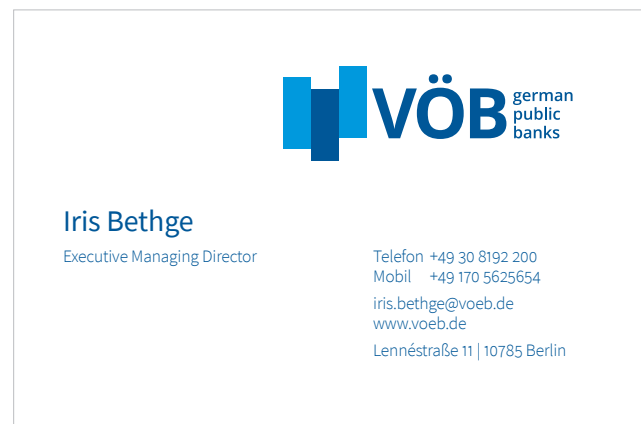 VÖB
german
public
banks
Iris Bethge
Executive Managing Director
Telefon +49 30 8192 200
Mobil +49 170 5625654
iris.bethge@voeb.de
www.voeb.de
Lennéstraße 11 | 10785 Berlin